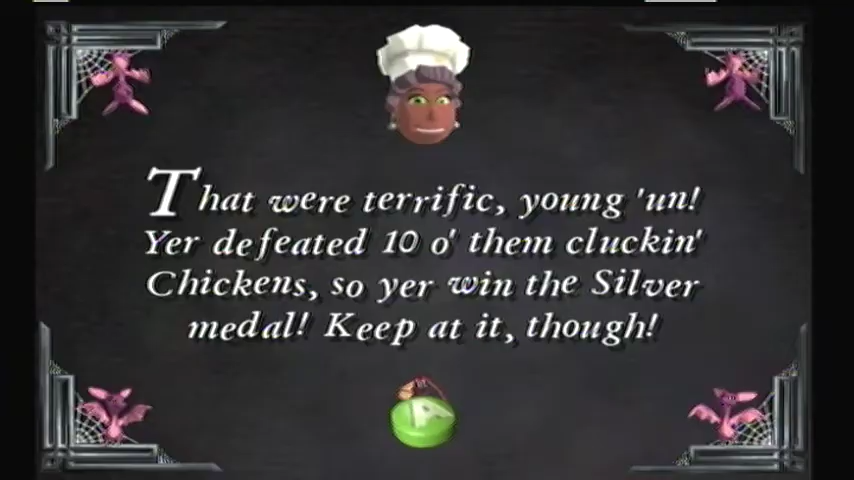 That were terrific, young 'un!
Yer defeated 10 o' them cluckin'
Chickens, so yer win the Silver
medal! Keep at it, though!
A